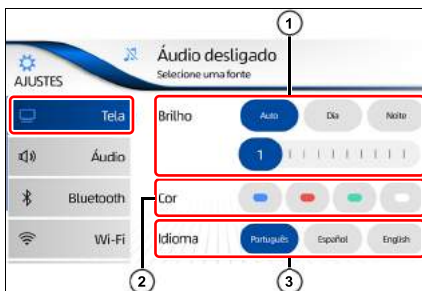 1
Áudio desligado
Selecione uma fonte
AJUSTES
Tela
Brilho
Auto
Dia
Noite
Áudio
1
Bluetooth
Cor
Wi-Fi
Idioma
Português
Español
English
2
3